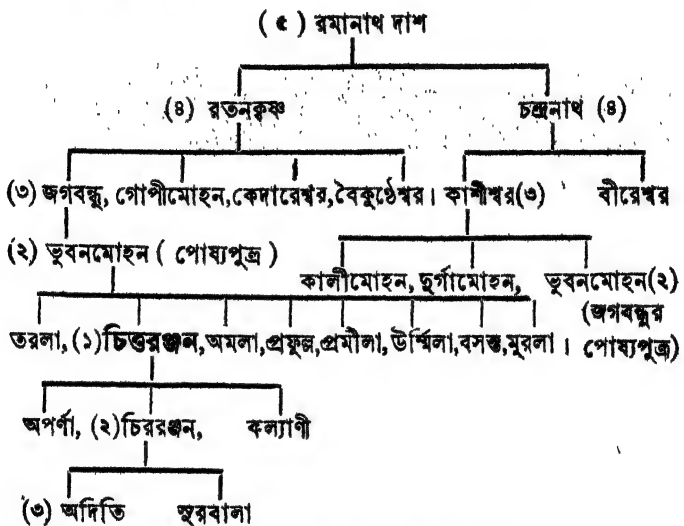 (৫) রমানাথ দাশ
(৪) রতনকৃষ্ণ চন্দ্রনাথ (৪)
(৩) জগবন্ধু, গোপীমোহন, কেদারেশ্বর, বৈকুণ্ঠেশ্বর। কাশীশ্বর (৩) বীরেশ্বর
(২) ভুবনমোহন (পোষ্যপুত্র)
কালীমোহন, দুর্গামোহন, ভুবনমোহন (২)
(জগবন্ধুর
তরলা, (১) চিত্তরঞ্জন, অমলা, প্রফুল্ল, প্রমীলা, উর্ম্মিলা, বসন্ত, মুরলা। পোষ্যপুত্র)
অপর্ণা, (২) চিররঞ্জন, কল্যাণী
(৩) অদিতি সুরবালা